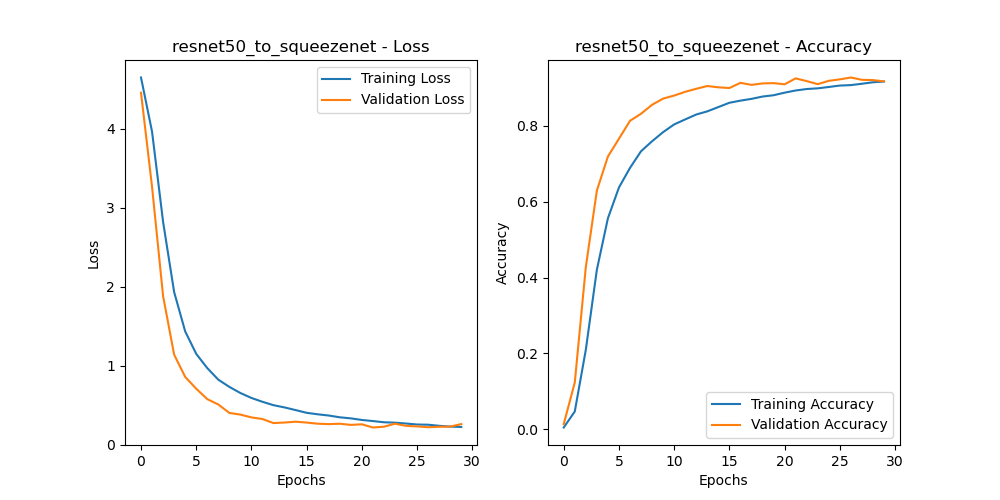 resnet50_to_squeezenet - Loss
Training Loss
Validation Loss
4
3
2
1
0
Loss
0 5 10 15 20 25 30
Epochs
resnet50_to_squeezenet - Accuracy
0.8
0.6
0.4
0.2
0.0
Accuracy
Training Accuracy
Validation Accuracy
0 5 10 15 20 25 30
Epochs